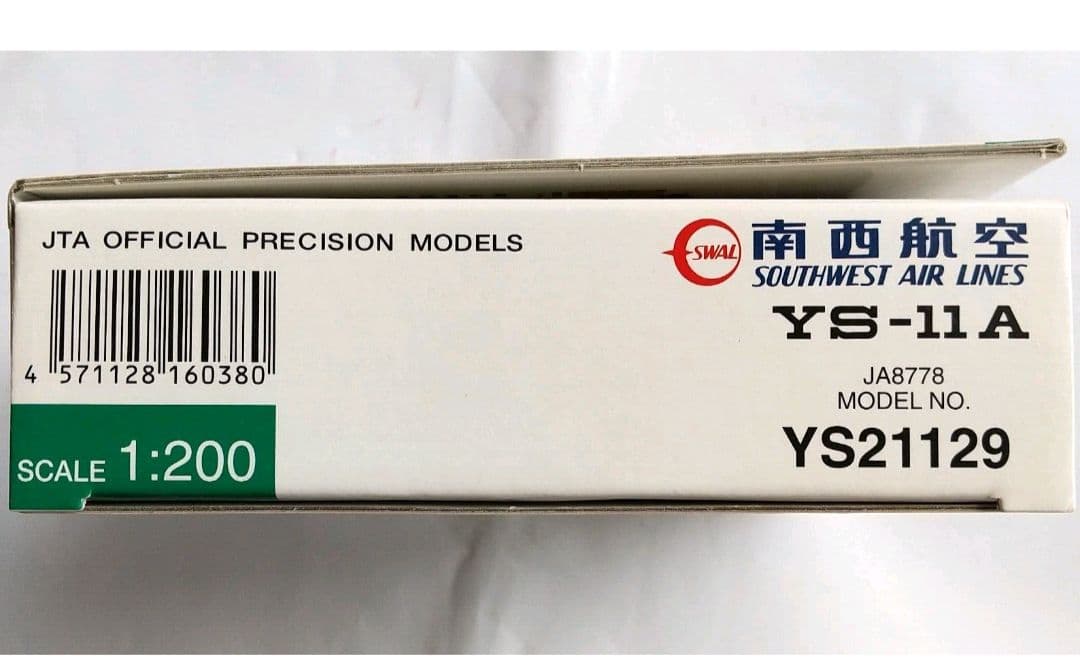 JTA OFFICIAL PRECISION MODELS
4 571128 160380
SCALE 1:200
SWAL
南西航空
SOUTHWEST AIR LINES
YS-11A
JA8778
MODEL NO.
YS21129